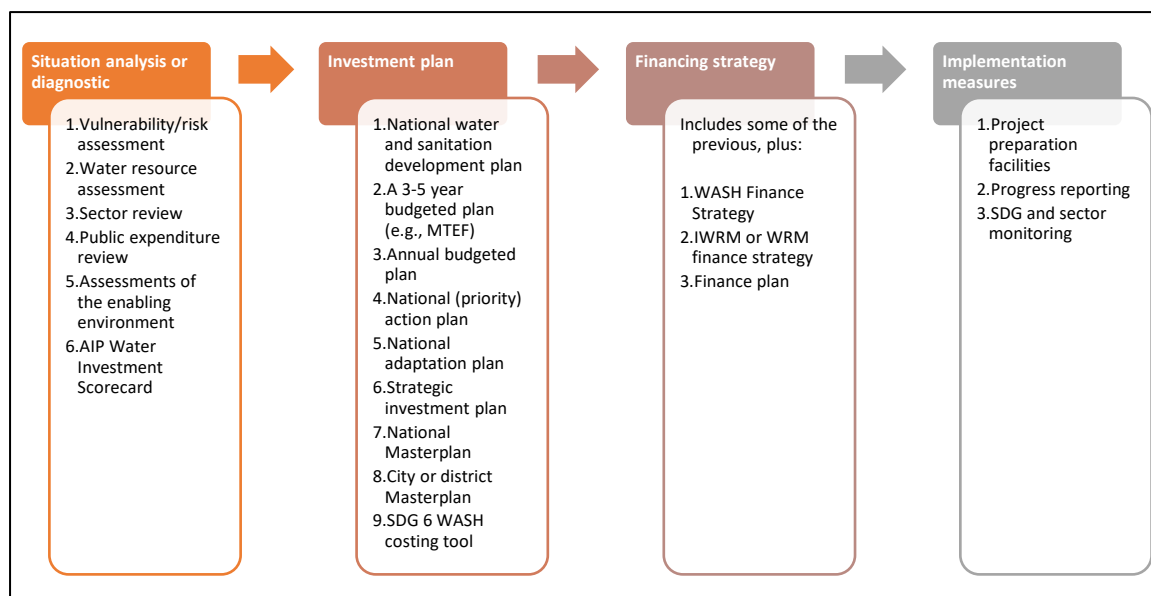 Situation analysis or
diagnostic
1.Vulnerability/risk
assessment
2.Water resource
assessment
3.Sector review
4.Public expenditure
review
5.Assessments of
the enabling
environment
6.AIP Water
Investment
Scorecard
Investment plan
1.National water
and sanitation
development plan
2.A 3-5 year
budgeted plan
(e.g., MTEF)
3.Annual budgeted
plan
4.National (priority)
action plan
5.National
adaptation plan
6.Strategic
investment plan
7.National
Masterplan
8.City or district
Masterplan
9.SDG 6 WASH
costing tool
Financing strategy
Includes some of the
previous, plus:
1.WASH Finance
Strategy
2.IWRM or WRM
finance strategy
3.Finance plan
Implementation
measures
1.Project
preparation
facilities
2.Progress reporting
3.SDG and sector
monitoring